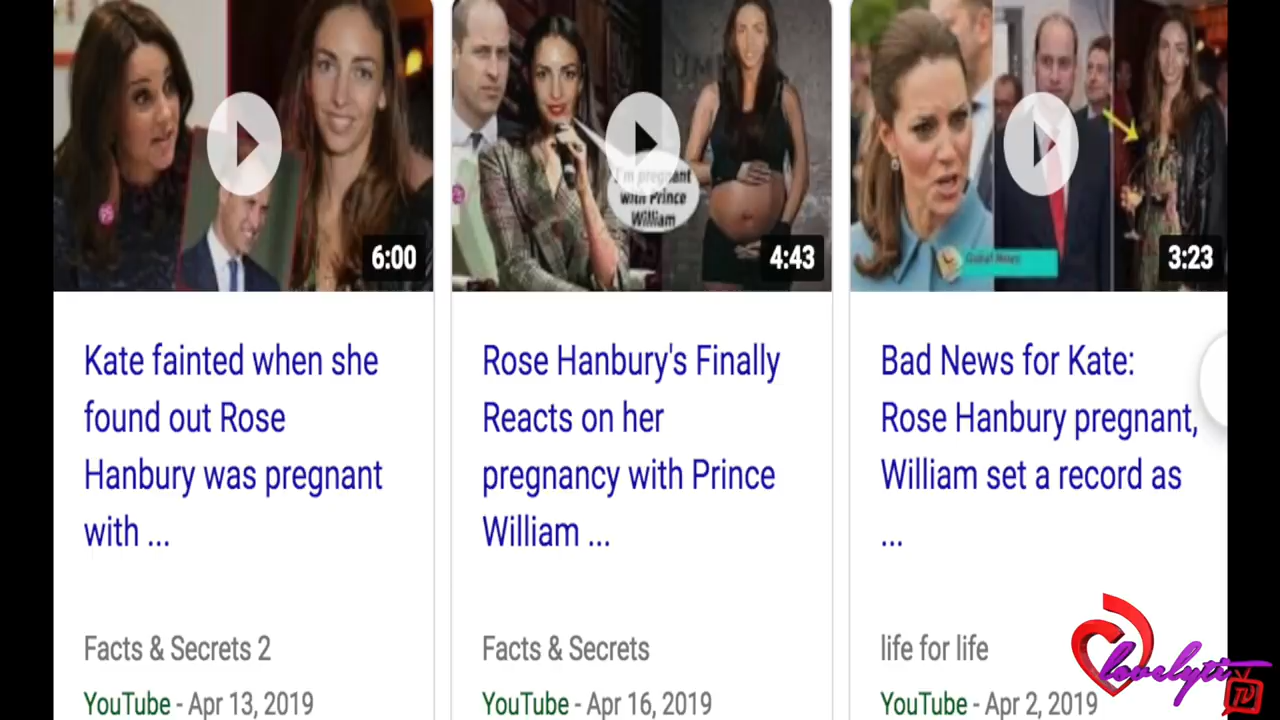 I'm pregnant
with Prince
William
6:00
4:43
3:23
Kate fainted when she
found out Rose
Hanbury was pregnant
with ...
Rose Hanbury's Finally
Reacts on her
pregnancy with Prince
William ...
Bad News for Kate:
Rose Hanbury pregnant,
William set a record as
...
Facts & Secrets 2
YouTube - Apr 13, 2019
Facts & Secrets
YouTube - Apr 16, 2019
life for life
YouTube - Apr 2, 2019
lovelyti
TV